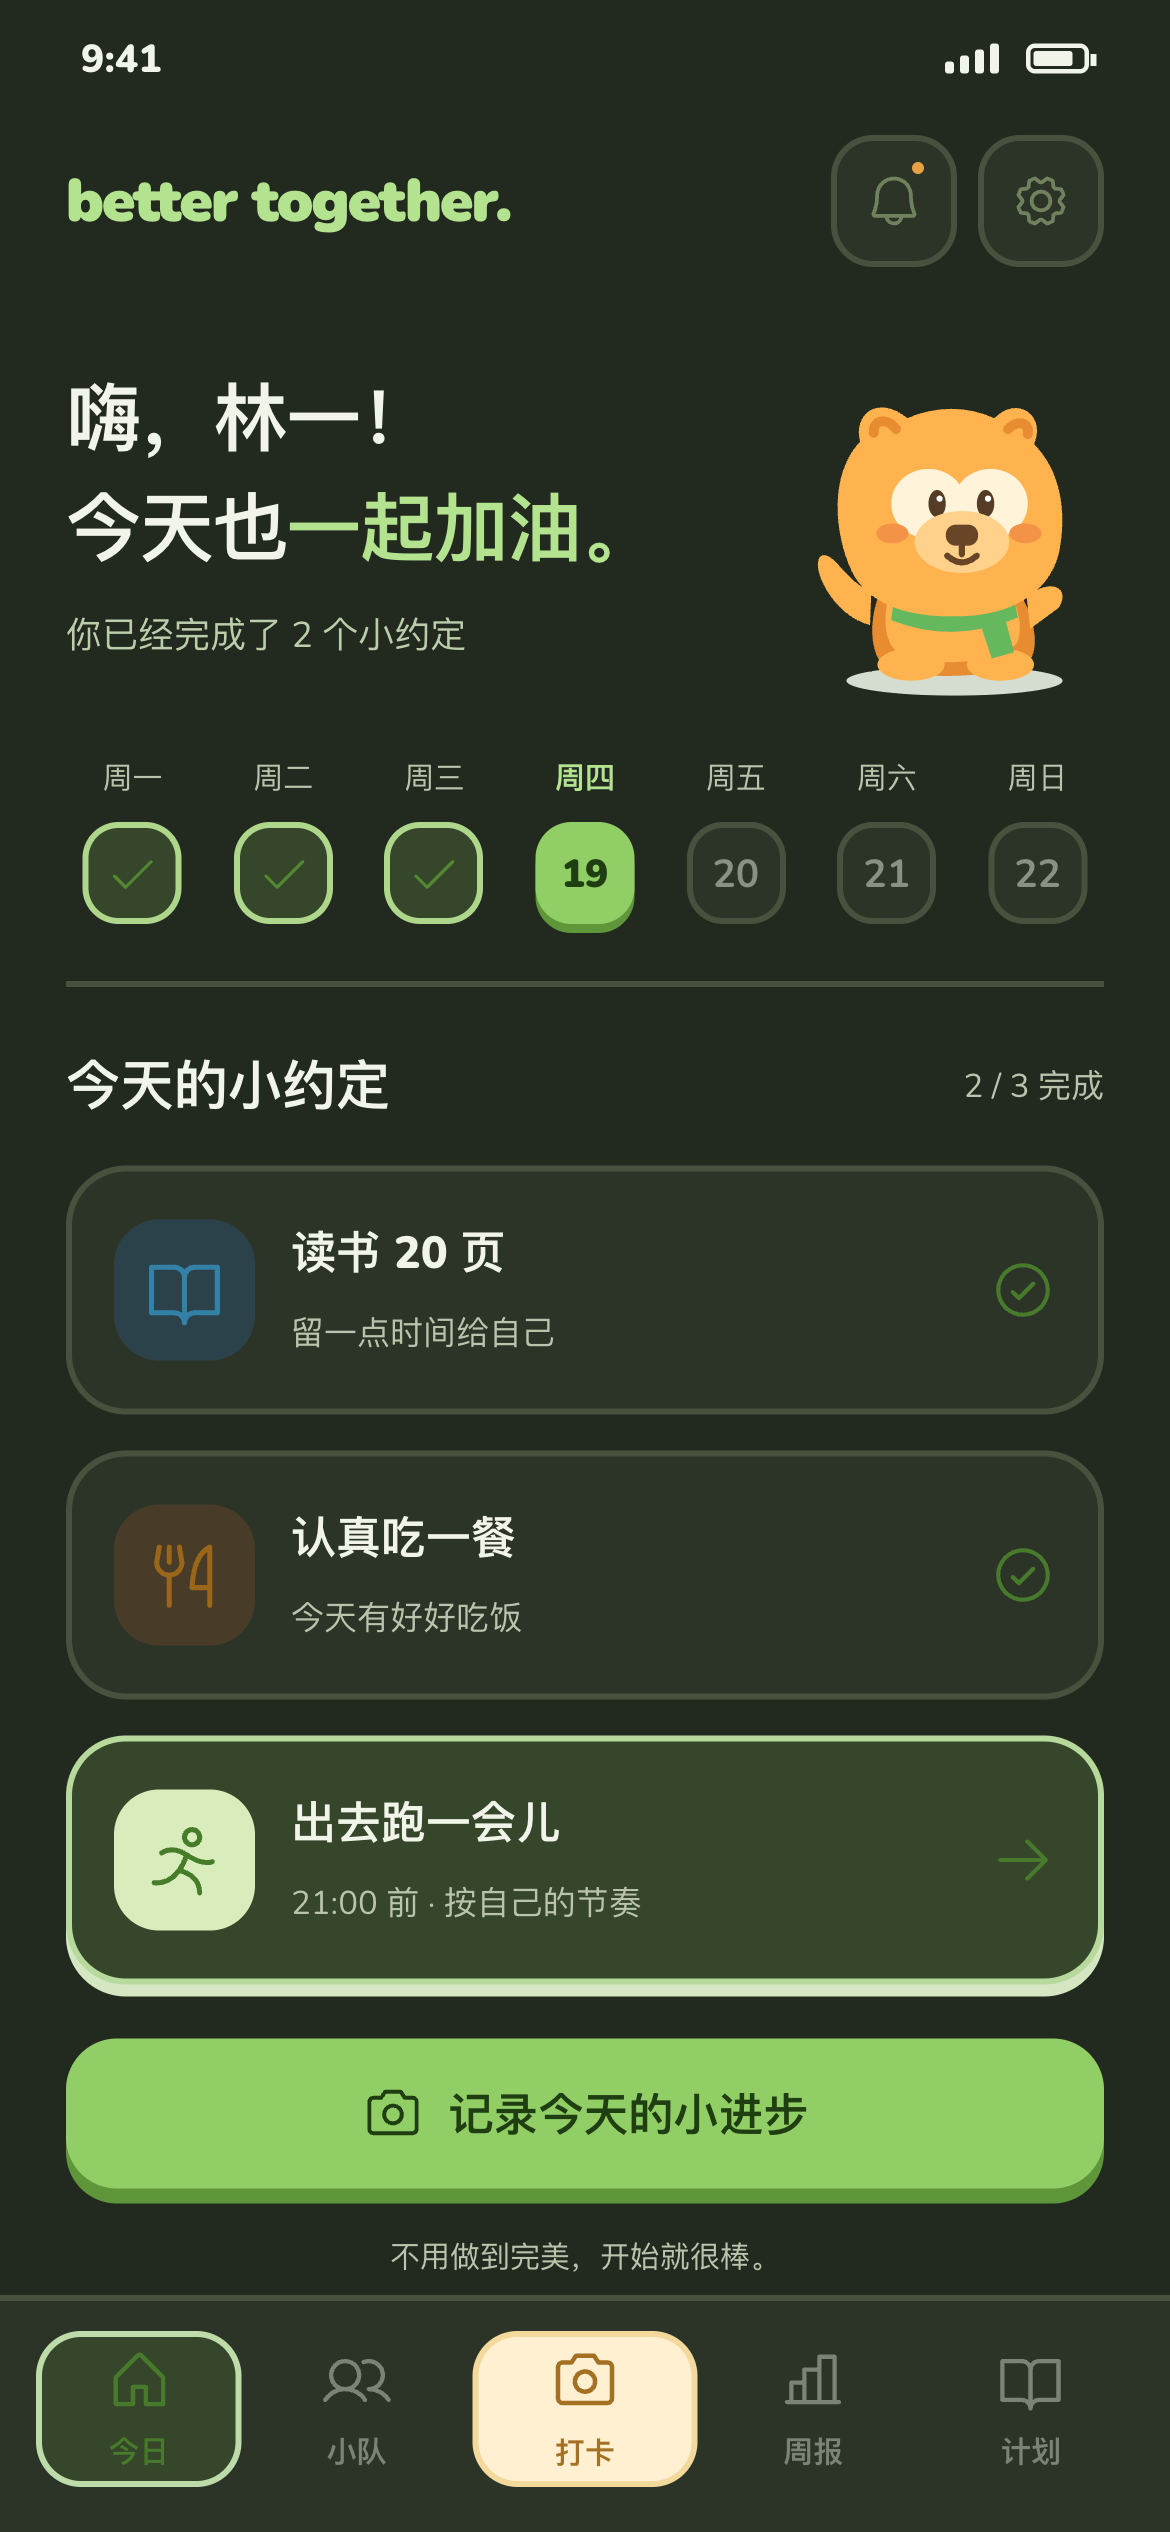 9:41
better together.
嗨，林一！
今天也一起加油。
你已经完成了 2 个小约定
周一 周二 周三 周四 周五 周六 周日
19 20 21 22
今天的小约定
2 / 3 完成
读书 20 页
留一点时间给自己
认真吃一餐
今天有好好吃饭
出去跑一会儿
21:00 前 · 按自己的节奏
记录今天的小进步
不用做到完美，开始就很棒。
今日 小队 打卡 周报 计划